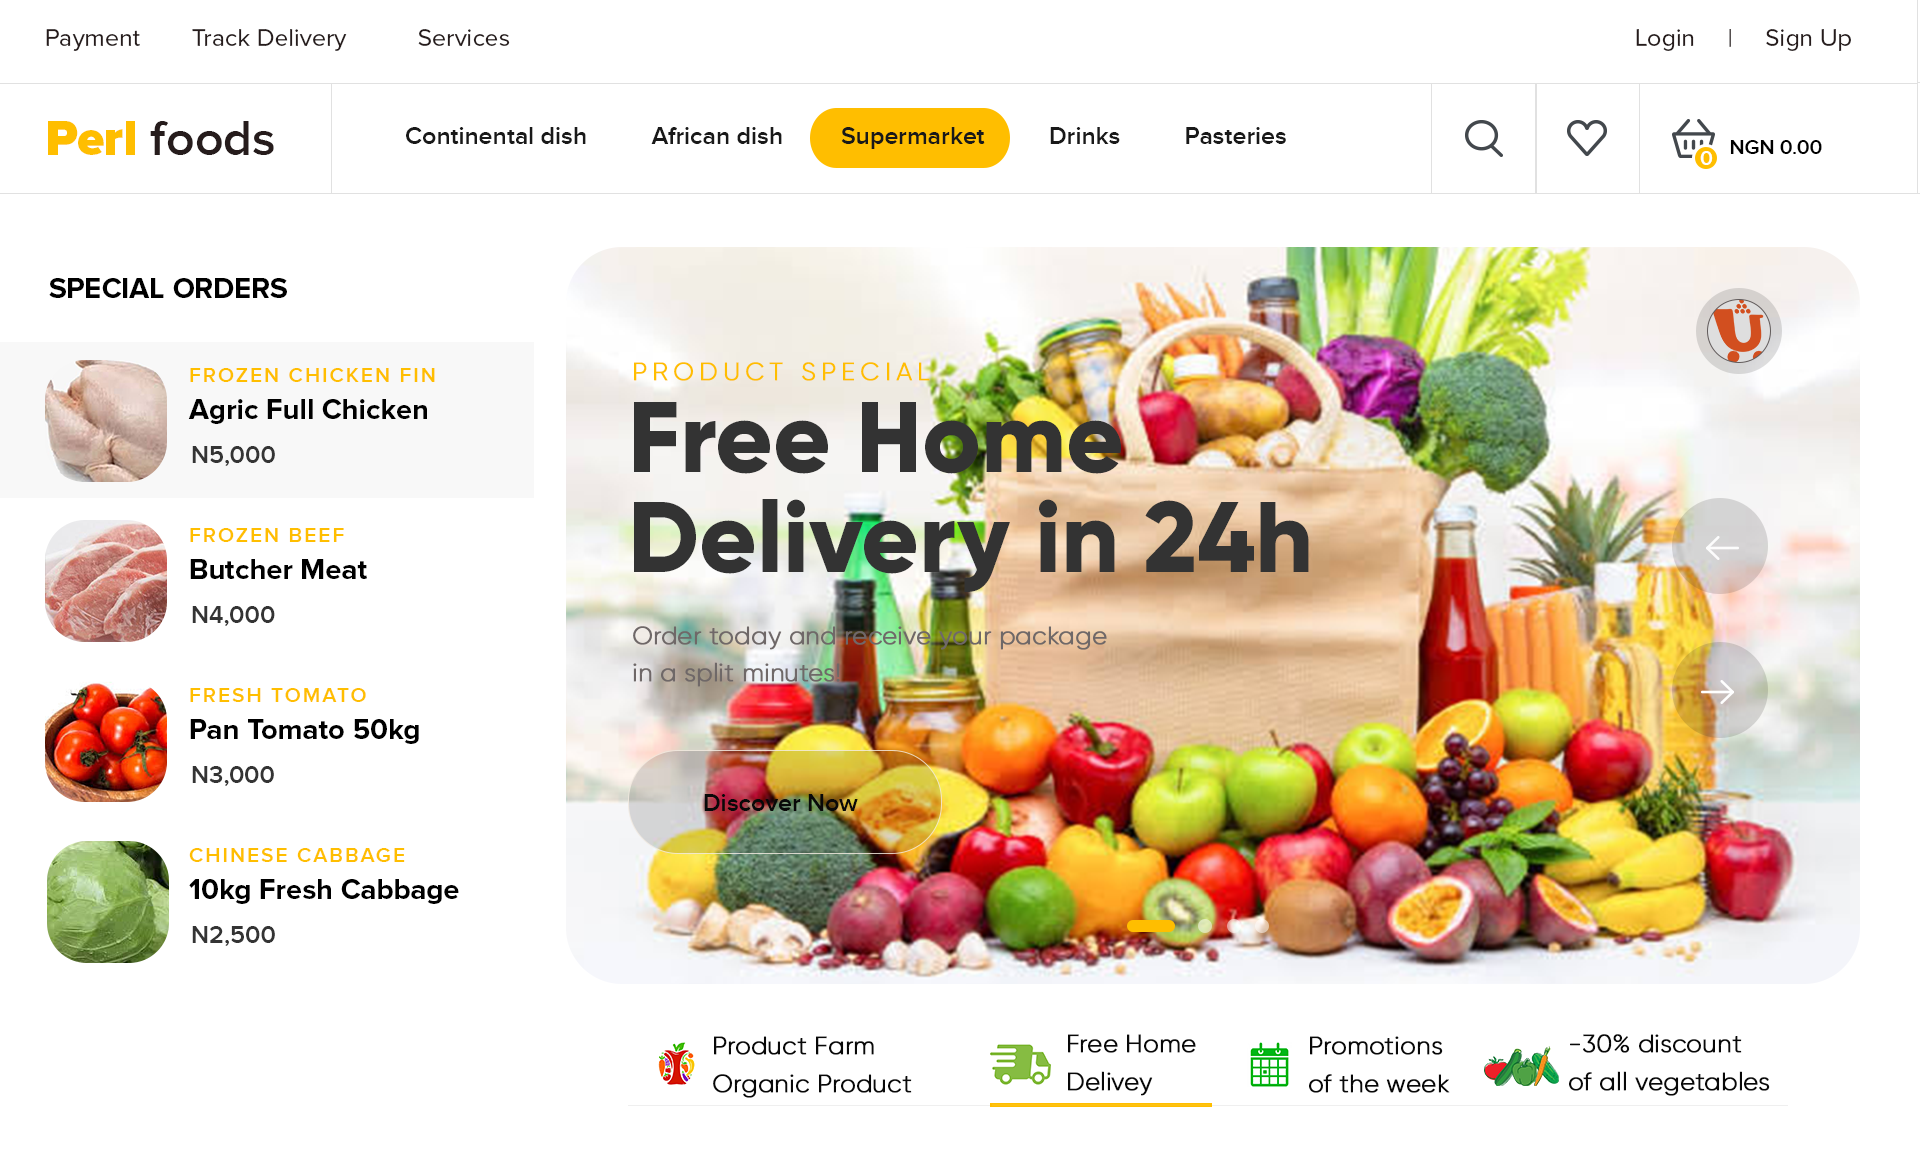 Payment Track Delivery Services Login | Sign Up
Perl foods
Continental dish African dish Supermarket Drinks Pasteries
0 NGN 0.00
SPECIAL ORDERS
FROZEN CHICKEN FIN
Agric Full Chicken
N5,000
FROZEN BEEF
Butcher Meat
N4,000
FRESH TOMATO
Pan Tomato 50kg
N3,000
CHINESE CABBAGE
10kg Fresh Cabbage
N2,500
PRODUCT SPECIAL
Free Home
Delivery in 24h
Order today and receive your package
in a split minutes!
Discover Now
U
Product Farm
Organic Product
Free Home
Delivey
Promotions
of the week
-30% discount
of all vegetables